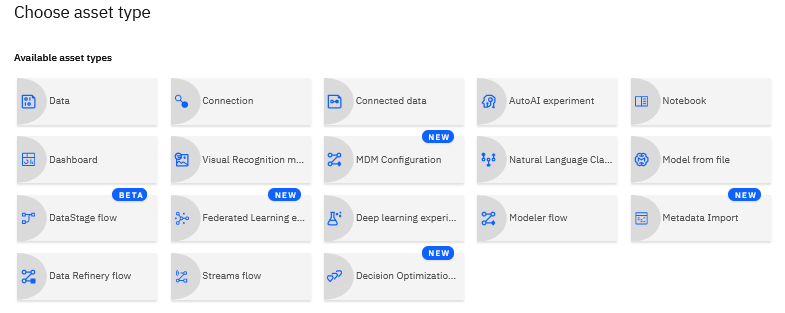 Choose asset type
Available asset types
Data
Connection
Connected data
AutoAI experiment
Notebook
Dashboard
Visual Recognition m...
NEW
MDM Configuration
Natural Language Cla...
Model from file
BETA
DataStage flow
NEW
Federated Learning e...
Deep learning experi...
Modeler flow
NEW
Metadata Import
Data Refinery flow
Streams flow
NEW
Decision Optimizatio...